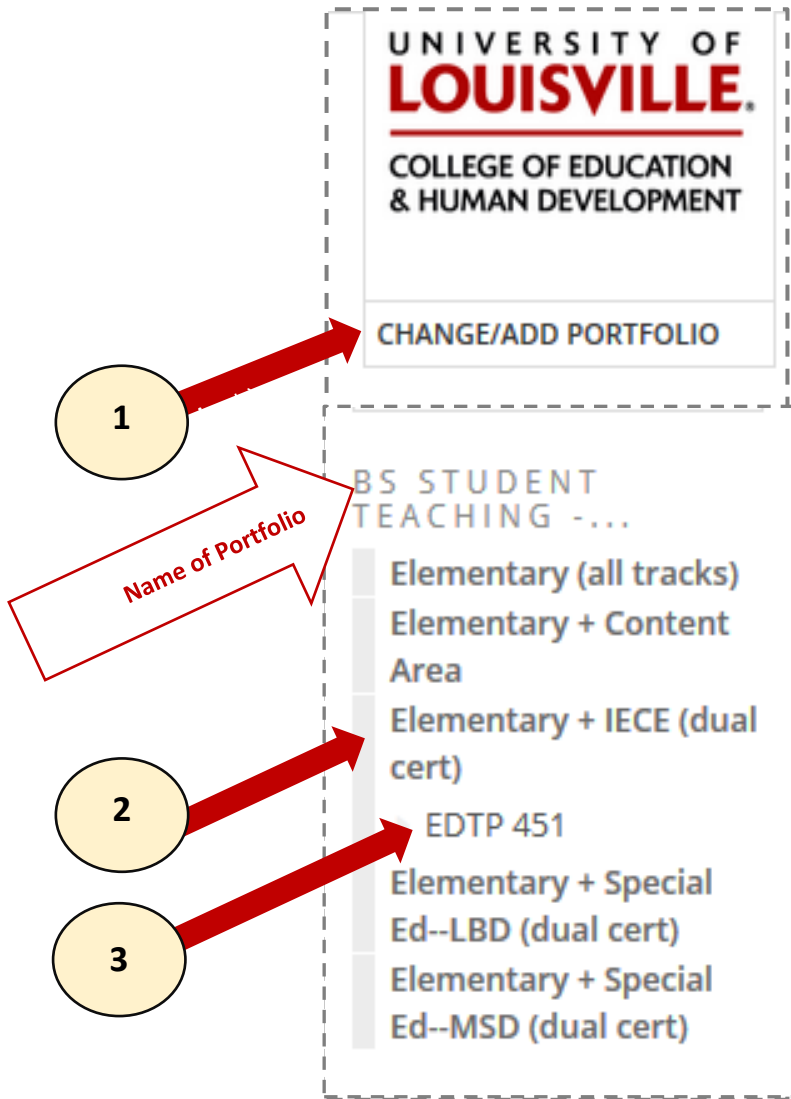 UNIVERSITY OF
LOUISVILLE®
COLLEGE OF EDUCATION
& HUMAN DEVELOPMENT
CHANGE/ADD PORTFOLIO
1
BS STUDENT
TEACHING -...
Name of Portfolio
Elementary (all tracks)
Elementary + Content
Area
Elementary + IECE (dual
cert)
2
EDTP 451
Elementary + Special
Ed--LBD (dual cert)
3
Elementary + Special
Ed--MSD (dual cert)